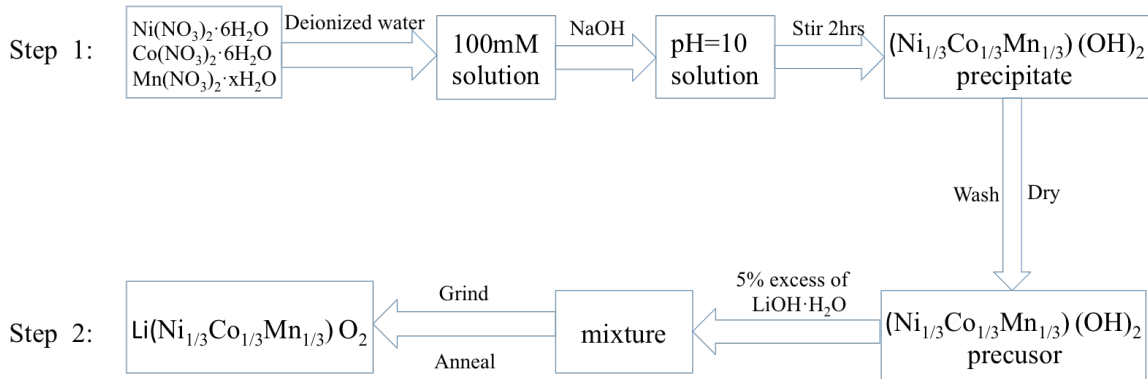 Step 1:
Ni(NO₃)₂·6H₂O
Co(NO₃)₂·6H₂O
Mn(NO₃)₂·xH₂O
Deionized water
100mM
solution
NaOH
pH=10
solution
Stir 2hrs
(Ni₁/₃Co₁/₃Mn₁/₃) (OH)₂
precipitate
Wash
Dry
Step 2:
Li(Ni₁/₃Co₁/₃Mn₁/₃) O₂
Grind
Anneal
mixture
5% excess of
LiOH·H₂O
(Ni₁/₃Co₁/₃Mn₁/₃) (OH)₂
precusor